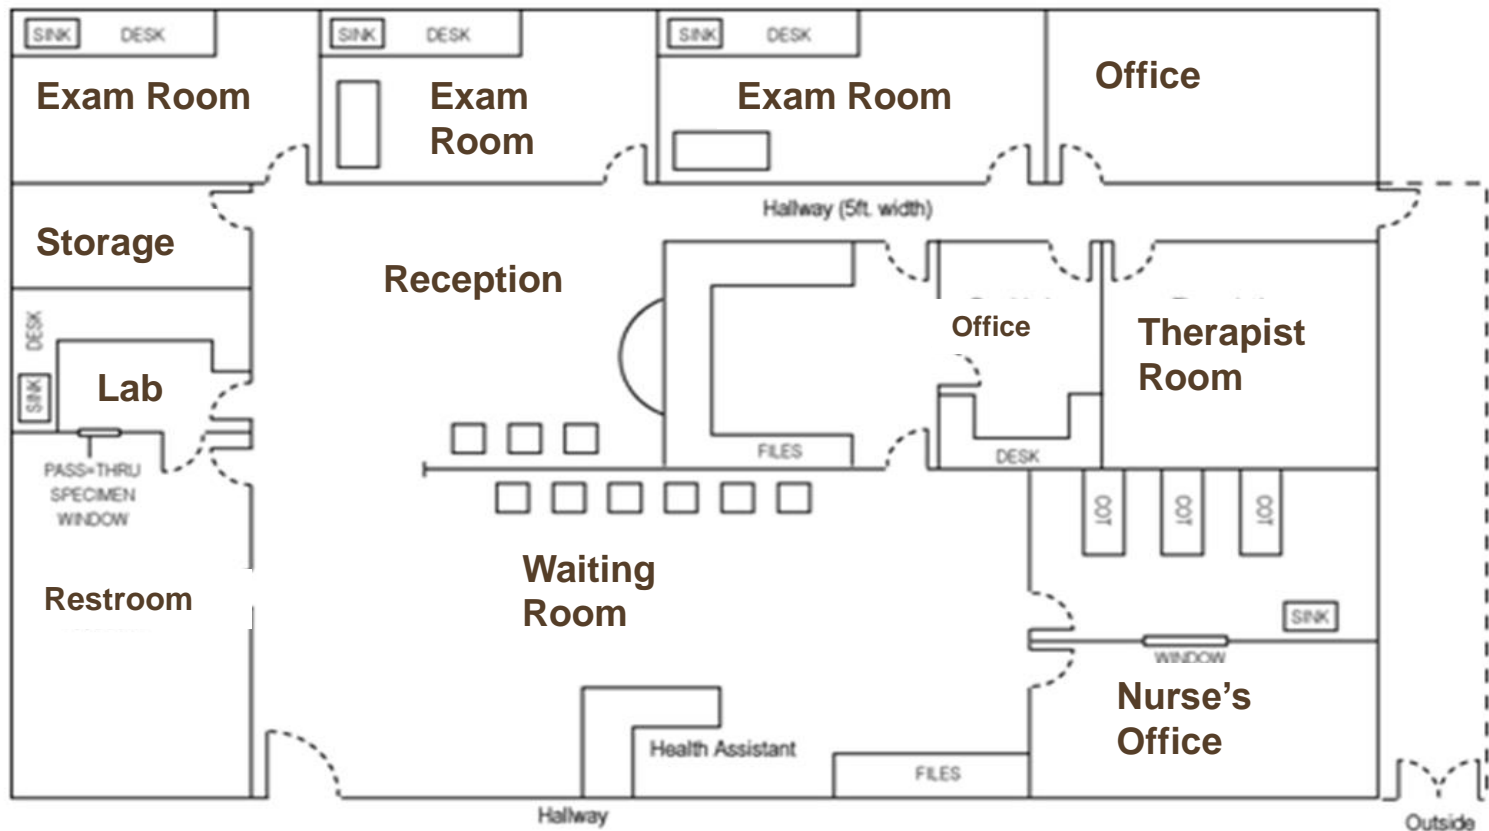 SINK DESK SINK DESK SINK DESK
Exam Room
Exam
Room
Exam Room
Office
Hallway (5ft. width)
Storage
Reception
DESK
SINK
Lab
Office
Therapist
Room
FILES
DESK
PASS=THRU
SPECIMEN
WINDOW
COT COT COT
Waiting
Room
Restroom
SINK
WINDOW
Nurse’s
Office
Health Assistant
FILES
Hallway
Outside